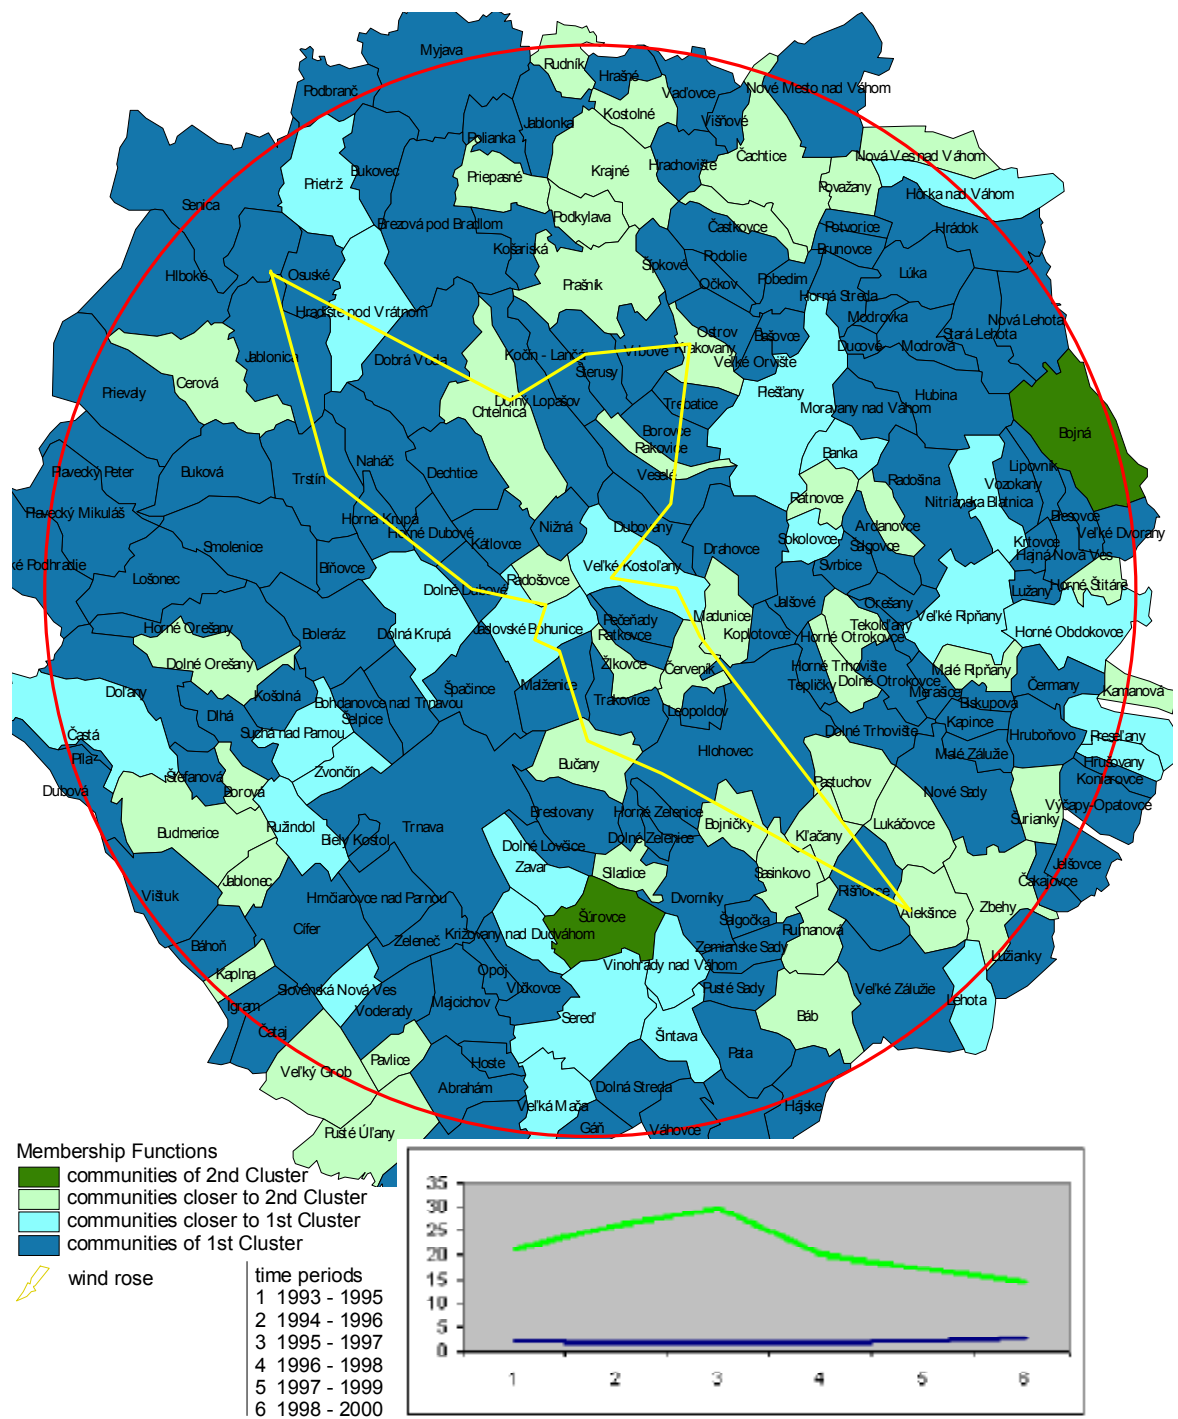 Myjava
Rudník
Hrašné
Podbranč
Vaďovce
Nové Mesto nad Váhom
Kostolné
Jablonka
Višňové
Polianka
Čachtice
Nová Ves nad Váhom
Bukovec
Hrachovište
Krajné
Priepasné
Prietrž
Považany
Hôrka nad Váhom
Senica
Podkylava
Brezová pod Bradlom
Častkovce
Potvorice
Hrádok
Košariská
Brunovce
Podolie
Šípkové
Hlboké
Osuské
Lúka
Pobedim
Prašník
Očkov
Horná Streda
Hradište pod Vrátnom
Modrovka
Nová Lehota
Ostrov
Bašovce
Stará Lehota
Jablonica
Kočín - Lančá
Vrbové
Krakovany
Ducové
Modrová
Dobrá Voda
Veľké Orvište
Šterusy
Cerová
Prievaly
Piešťany
Hubina
Dolný Lopašov
Trebatice
Chtelnica
Moravany nad Váhom
Borovce
Bojná
Rakovice
Banka
Naháč
Lipovník
Plavecký Peter
Buková
Dechtice
Veselé
Trstín
Radošina
Vozokany
Ratnovce
Nitrianska Blatnica
Plavecký Mikuláš
Horná Krupá
Blesovce
Nižná
Dubovany
Ardanovce
Horné Dubové
Veľké Dvorany
Sokolovce
Krtovce
Smolenice
Kátlovce
Drahovce
Šalgovce
Hajná Nová Ves
ké Podhradie
Bíňovce
Veľké Kostoľany
Svrbice
Lošonec
Radošovce
Dolné Dubové
Lužany
Horné Štitáre
Jalšové
Orešany
Madunice
Veľké Ripňany
Pečeňady
Tekolďany
Horné Orešany
Boleráz
Dolná Krupá
Jaslovské Bohunice
Ratkovce
Koplotovce
Horné Otrokovce
Horné Obdokovce
Dolné Orešany
Žlkovce
Červeník
Horné Trhovište
Malé Ripňany
Doľany
Košolná
Špačince
Malženice
Tepličky
Dolné Otrokovce
Čermany
Kamanová
Bohdanovce nad Trnavou
Trakovice
Merašice
Biskupová
Dlhá
Šelpice
Leopoldov
Kapince
Častá
Suchá nad Parnou
Dolné Trhovište
Hruboňovo
Preseľany
Píla
Hlohovec
Malé Zálužie
Hrušovany
Štefanová
Zvončín
Bučany
Pastuchov
Koniarovce
Dubová
Borová
Nové Sady
Výčapy-Opatovce
Brestovany
Horné Zelenice
Šurianky
Ružindol
Trnava
Bojničky
Lukáčovce
Budmerice
Biely Kostol
Dolné Zelenice
Kľačany
Dolné Lovčice
Jelšovce
Zavar
Siladice
Sasinkovo
Jablonec
Čakajovce
Vištuk
Hrnčiarovce nad Parnou
Dvorníky
Rišňovce
Zbehy
Šúrovce
Alekšince
Cífer
Šalgočka
Rumanová
Zeleneč
Križovany nad Dudváhom
Báhoň
Zemianske Sady
Lužianky
Kaplna
Opoj
Vinohrady nad Váhom
Slovenská Nová Ves
Vlčkovce
Pusté Sady
Veľké Zálužie
Igram
Voderady
Majcichov
Lehota
Sereď
Báb
Čataj
Šintava
Pata
Pavlice
Hoste
Veľký Grob
Abrahám
Dolná Streda
Veľká Mača
Hájske
Gáň
Váhovce
Pusté Úľany
Membership Functions
communities of 2nd Cluster
communities closer to 2nd Cluster
communities closer to 1st Cluster
communities of 1st Cluster
wind rose
time periods
1 1993 - 1995
2 1994 - 1996
3 1995 - 1997
4 1996 - 1998
5 1997 - 1999
6 1998 - 2000
35
30
25
20
15
10
5
0
1 2 3 4 5 6